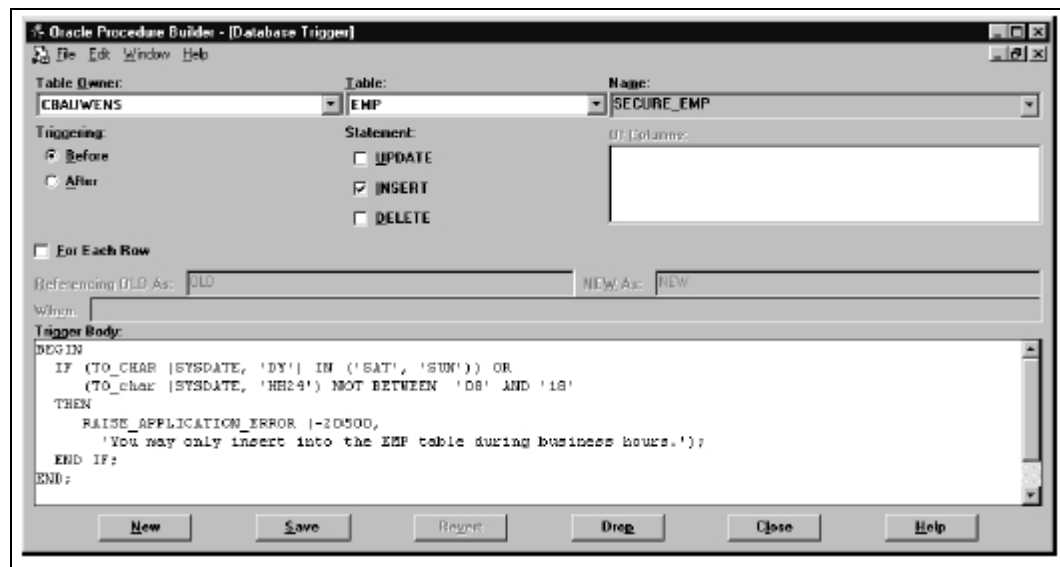 Oracle Procedure Builder - [Database Trigger]
File Edit Window Help
Table Owner: Table: Name:
CBAUWENS EMP SECURE_EMP
Triggering: Statement: Of Columns:
Before UPDATE
After INSERT
DELETE
For Each Row
Referencing OLD As: OLD NEW As: NEW
When:
Trigger Body:
BEGIN
IF (TO_CHAR (SYSDATE, 'DY') IN ('SAT', 'SUN')) OR
(TO_char (SYSDATE, 'HH24') NOT BETWEEN '08' AND '18'
THEN
RAISE_APPLICATION_ERROR (-20500,
'You may only insert into the EMP table during business hours.');
END IF;
END;
New Save Revert Drop Close Help